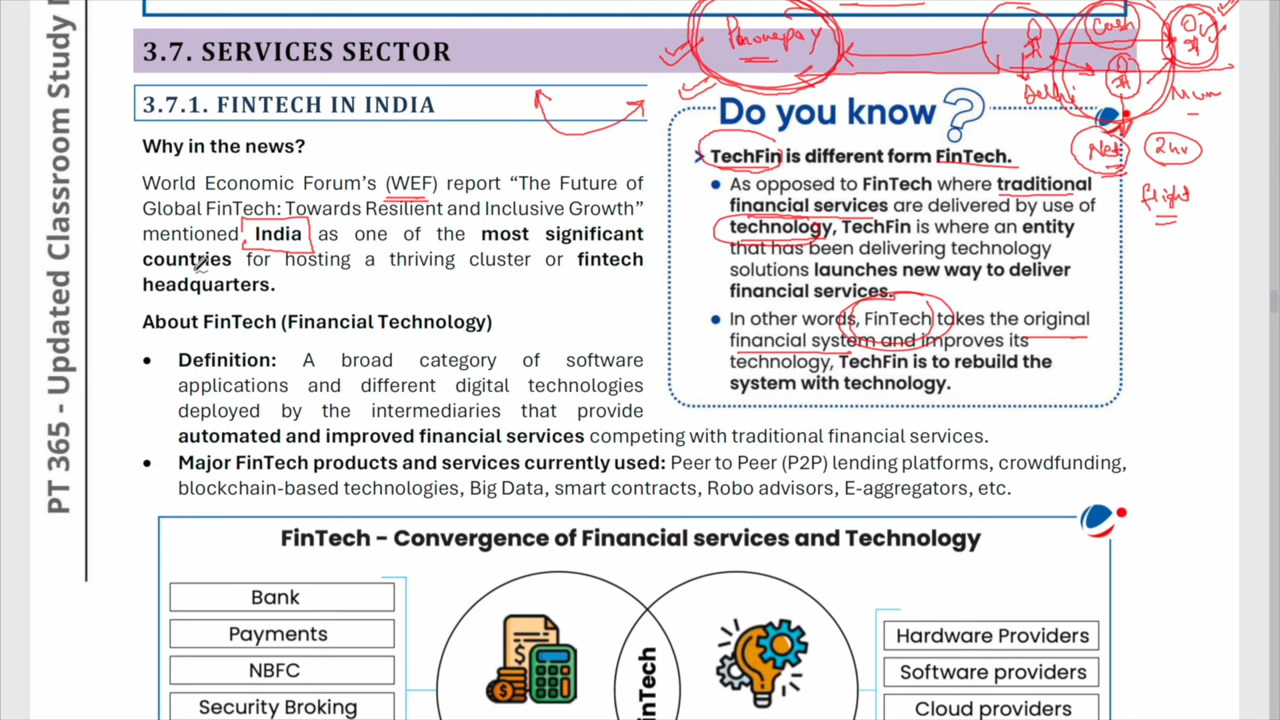 PT 365 - Updated Classroom Study
3.7. SERVICES SECTOR
3.7.1. FINTECH IN INDIA
Why in the news?
World Economic Forum's (WEF) report “The Future of
Global FinTech: Towards Resilient and Inclusive Growth”
mentioned India as one of the most significant
countries for hosting a thriving cluster or fintech
headquarters.
About FinTech (Financial Technology)
• Definition: A broad category of software
applications and different digital technologies
deployed by the intermediaries that provide
automated and improved financial services competing with traditional financial services.
• Major FinTech products and services currently used: Peer to Peer (P2P) lending platforms, crowdfunding,
blockchain-based technologies, Big Data, smart contracts, Robo advisors, E-aggregators, etc.
Phonepay
Cash
Delhi
Net
2hr
flight
Do you know?
TechFin is different form FinTech.
• As opposed to FinTech where traditional
financial services are delivered by use of
technology, TechFin is where an entity
that has been delivering technology
solutions launches new way to deliver
financial services.
• In other words, FinTech takes the original
financial system and improves its
technology, TechFin is to rebuild the
system with technology.
FinTech - Convergence of Financial services and Technology
Bank
Payments
NBFC
Security Broking
inTech
Hardware Providers
Software providers
Cloud providers